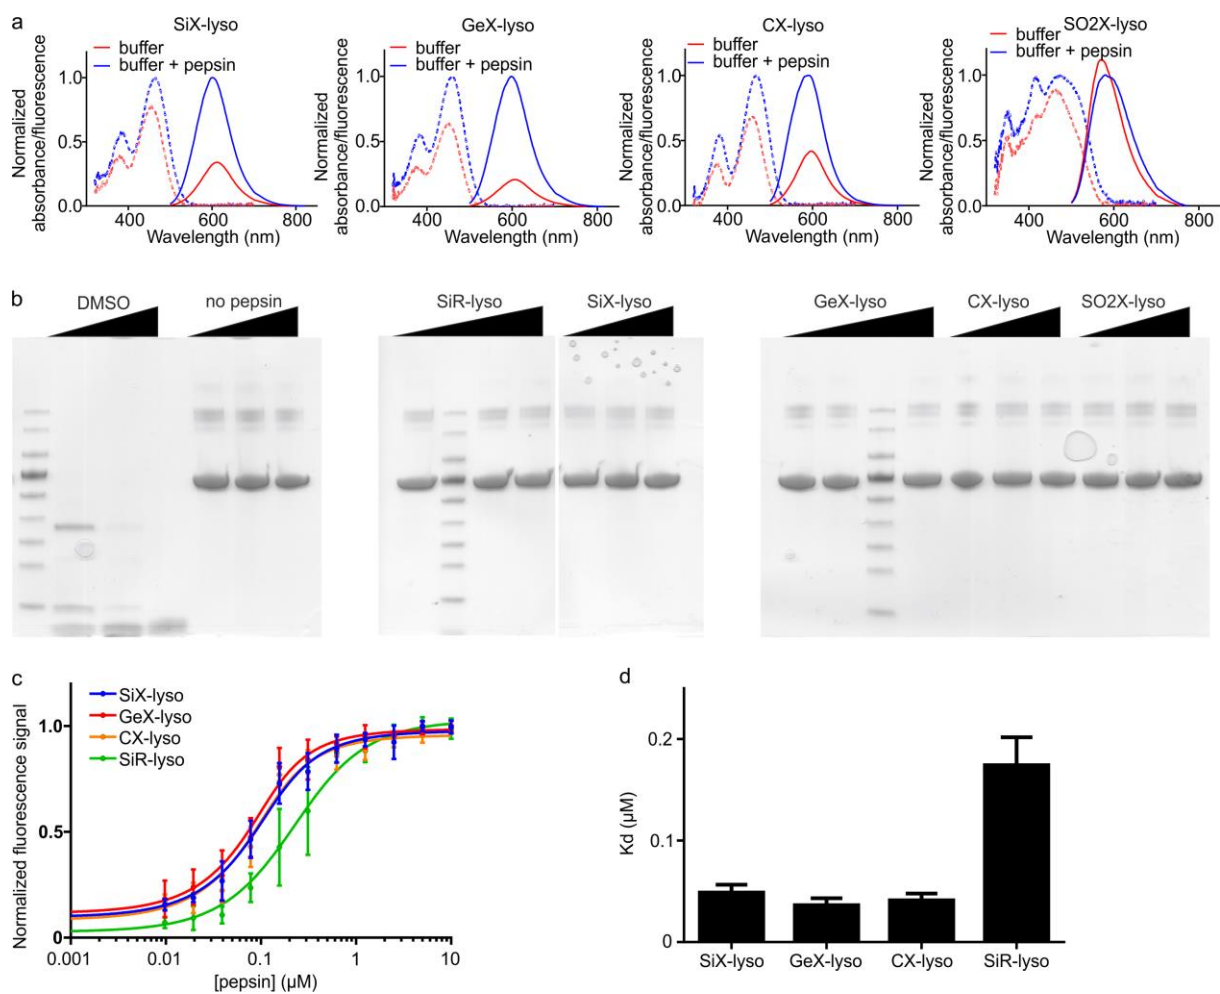 a
SiX-lyso
buffer
buffer + pepsin
Normalized
absorbance/fluorescence
1.0
0.5
0.0
400 600 800
Wavelength (nm)
GeX-lyso
buffer
buffer + pepsin
Normalized
absorbance/fluorescence
1.0
0.5
0.0
400 600 800
Wavelength (nm)
CX-lyso
buffer
buffer + pepsin
Normalized
absorbance/fluorescence
1.0
0.5
0.0
400 600 800
Wavelength (nm)
SO2X-lyso
buffer
buffer + pepsin
Normalized
absorbance/fluorescence
1.0
0.5
0.0
400 600 800
Wavelength (nm)
b
DMSO no pepsin SiR-lyso SiX-lyso GeX-lyso CX-lyso SO2X-lyso
c
SiX-lyso
GeX-lyso
CX-lyso
SiR-lyso
Normalized fluorescence signal
1.0
0.5
0
0.001 0.01 0.1 1 10
[pepsin] (µM)
d
Kd (µM)
0.2
0.1
0
SiX-lyso GeX-lyso CX-lyso SiR-lyso